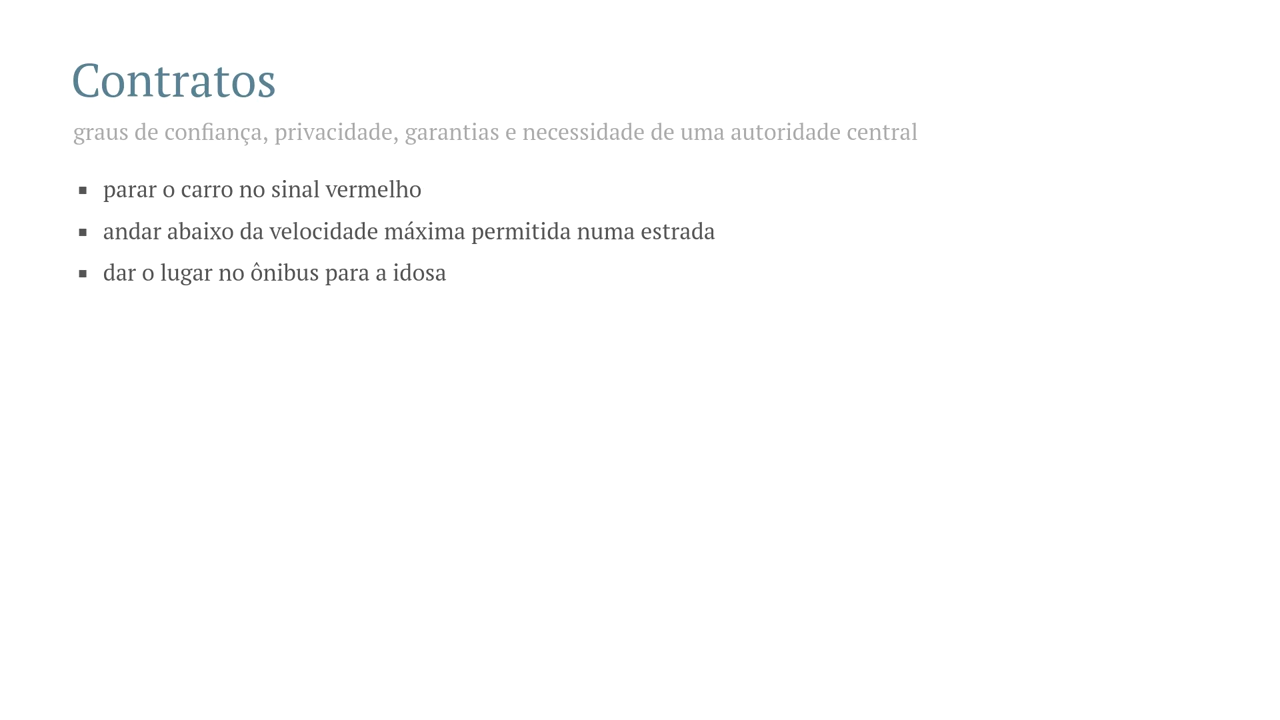 Contratos
graus de confiança, privacidade, garantias e necessidade de uma autoridade central
▪ parar o carro no sinal vermelho
▪ andar abaixo da velocidade máxima permitida numa estrada
▪ dar o lugar no ônibus para a idosa